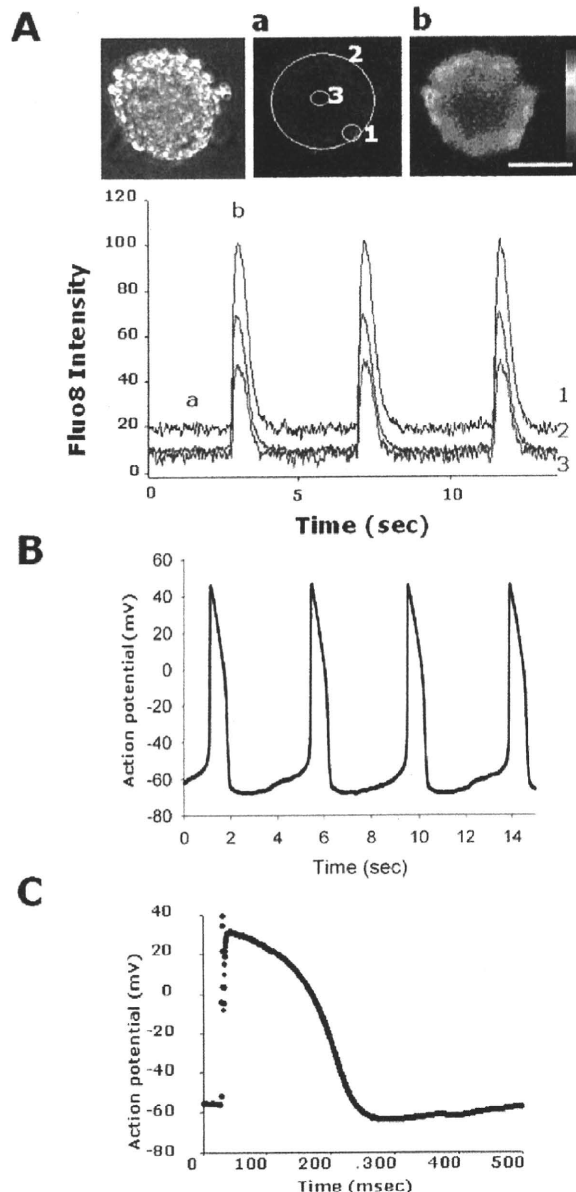 A
a
b
2
3
1
120
100
80
60
40
20
0
b
a
1
2
3
Fluo8 Intensity
0
5
10
Time (sec)
B
60
40
20
0
-20
-40
-60
-80
Action potential (mV)
0 2 4 6 8 10 12 14
Time (sec)
C
40
20
0
-20
-40
-60
-80
Action potential (mV)
0 100 200 .300 400 500
Time (msec)